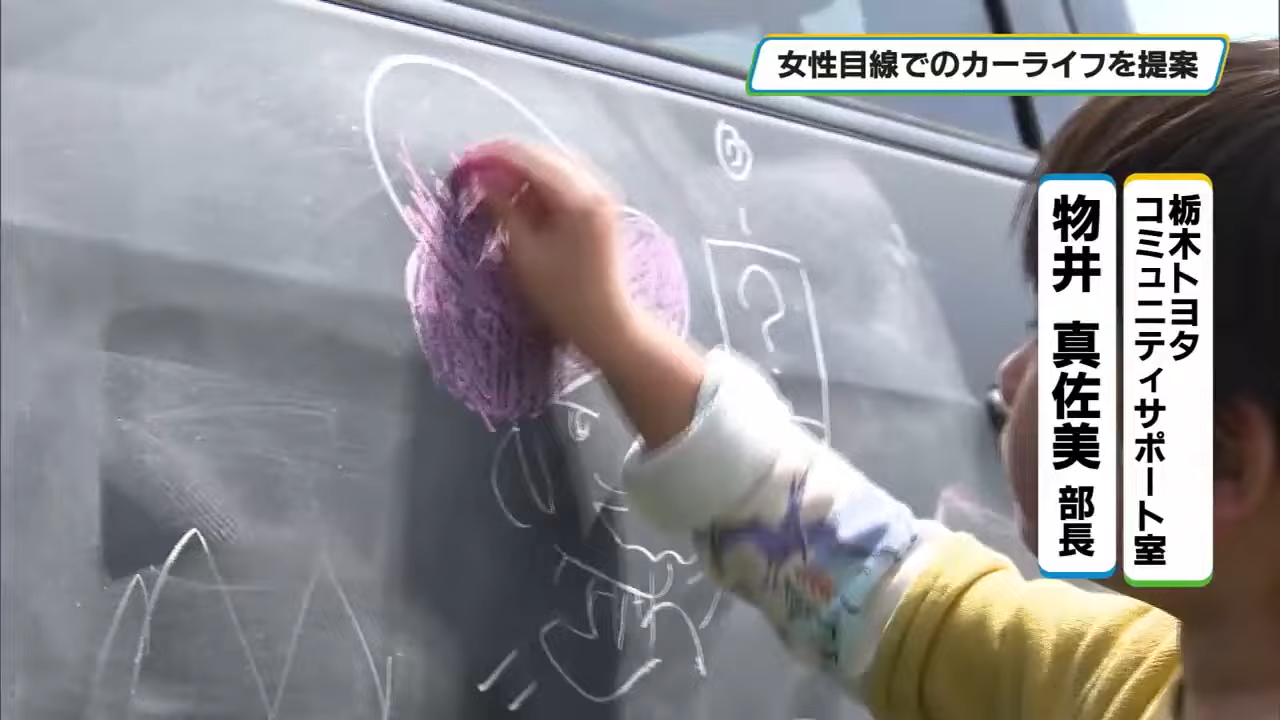 女性目線でのカーライフを提案
栃木トヨタ
コミュニティサポート室
物井 真佐美 部長
?